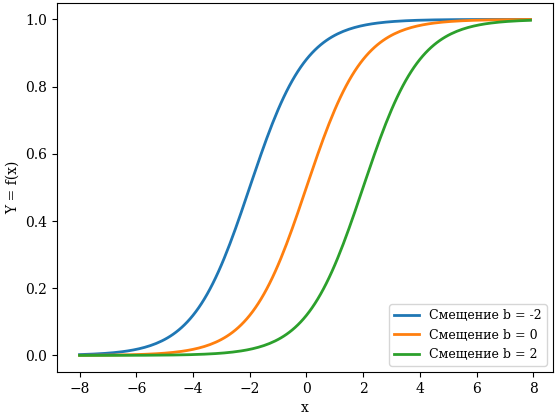 1.0
0.8
0.6
0.4
0.2
0.0
Y = f(x)
−8 −6 −4 −2 0 2 4 6 8
x
Смещение b = -2
Смещение b = 0
Смещение b = 2